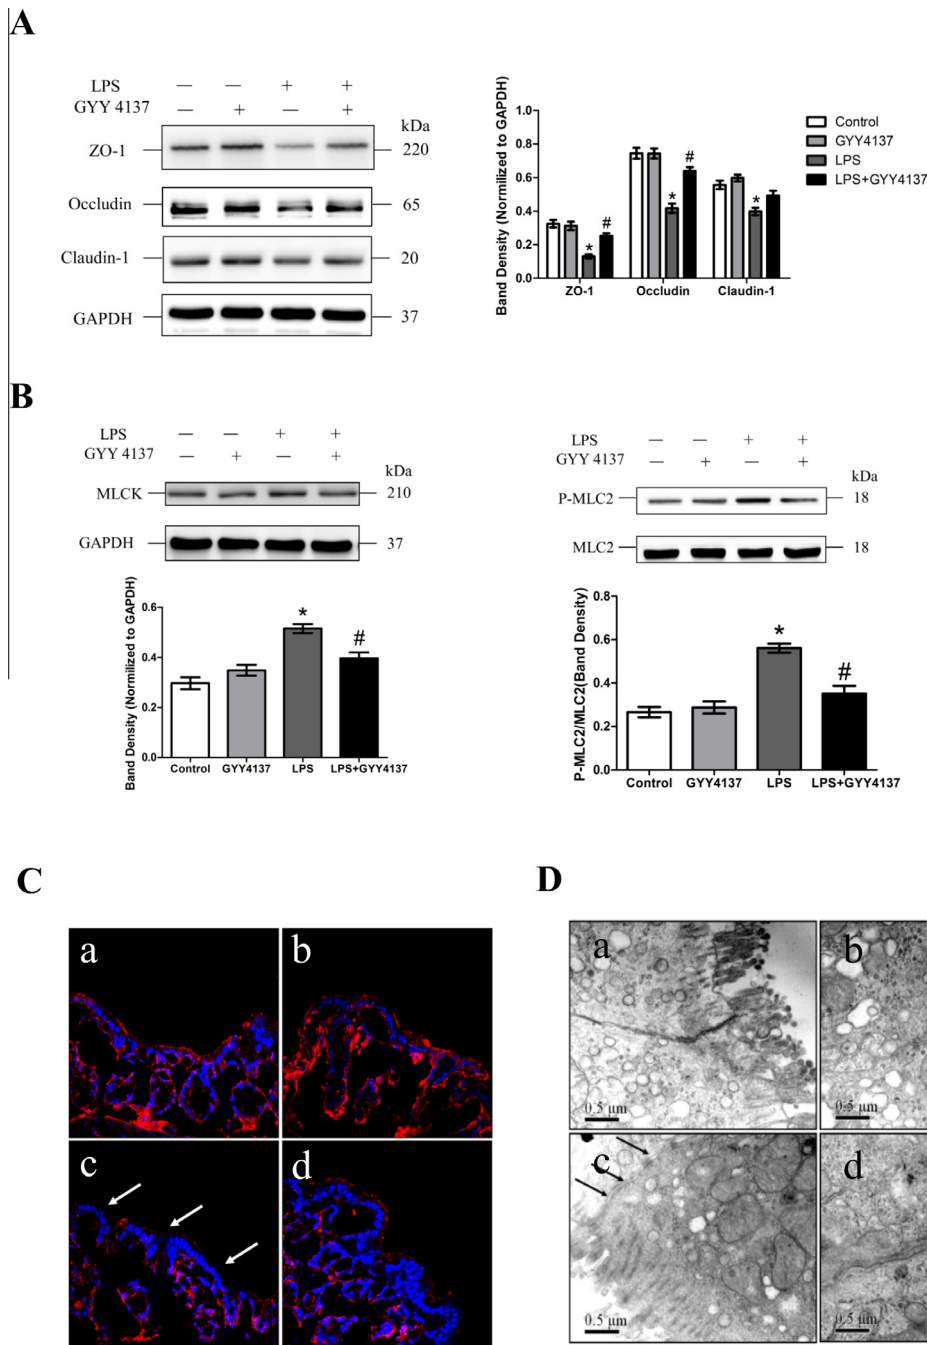 A
LPS — — + +
GYY 4137 — + — +
kDa
ZO-1 220
Occludin 65
Claudin-1 20
GAPDH 37
Band Density (Normilized to GAPDH)
0.0
0.2
0.4
0.6
0.8
1.0
* # * # *
ZO-1 Occludin Claudin-1
Control
GYY4137
LPS
LPS+GYY4137
B
LPS — — + +
GYY 4137 — + — +
kDa
MLCK 210
GAPDH 37
Band Density (Normilized to GAPDH)
0.0
0.2
0.4
0.6
* #
Control GYY4137 LPS LPS+GYY4137
LPS — — + +
GYY 4137 — + — +
kDa
P-MLC2 18
MLC2 18
P-MLC2/MLC2(Band Density)
0.0
0.2
0.4
0.6
0.8
* #
Control GYY4137 LPS LPS+GYY4137
C
a b
c d
D
a b
0.5 μm 0.5 μm
c d
0.5 μm 0.5 μm